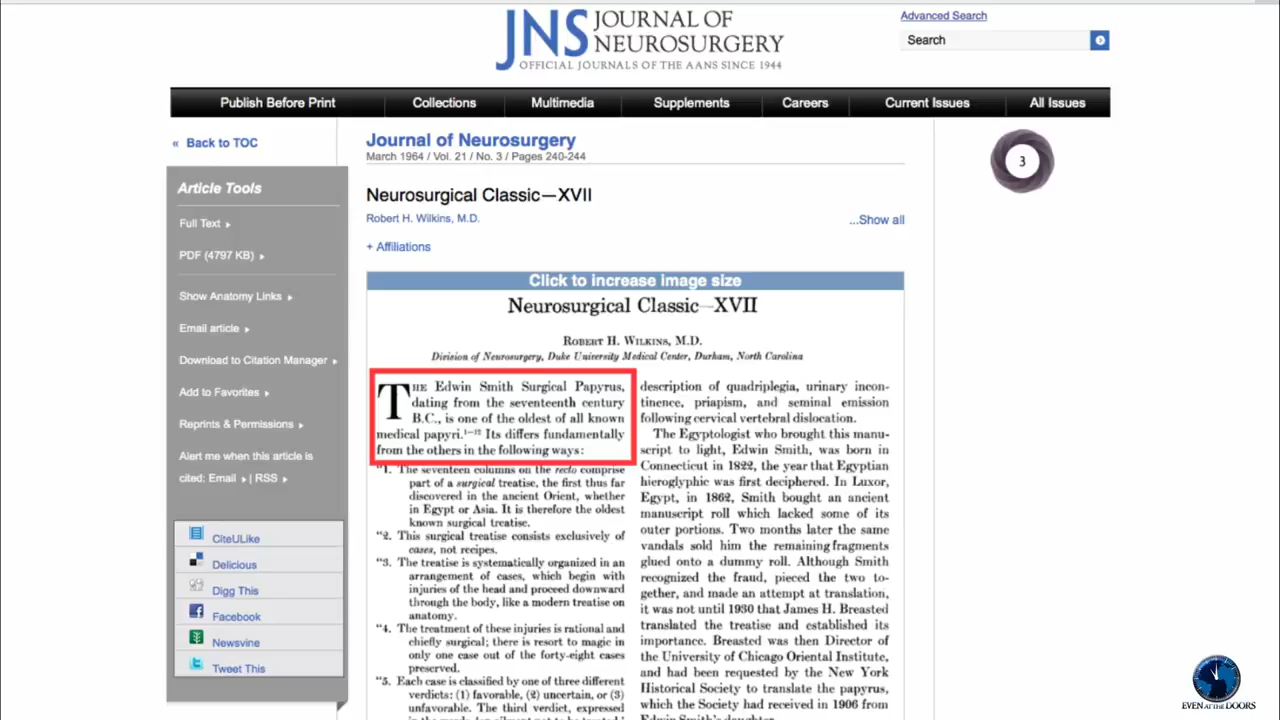 JNS JOURNAL OF
NEUROSURGERY
OFFICIAL JOURNALS OF THE AANS SINCE 1944
Advanced Search
Search
Publish Before Print Collections Multimedia Supplements Careers Current Issues All Issues
« Back to TOC
Article Tools
Full Text
PDF (4797 KB)
Show Anatomy Links
Email article
Download to Citation Manager
Add to Favorites
Reprints & Permissions
Alert me when this article is
cited: Email | RSS
CiteULike
Delicious
Digg This
Facebook
Newsvine
Tweet This
Journal of Neurosurgery
March 1964 / Vol. 21 / No. 3 / Pages 240-244
Neurosurgical Classic—XVII
Robert H. Wilkins, M.D.
...Show all
+ Affiliations
Click to increase image size
Neurosurgical Classic—XVII
ROBERT H. WILKINS, M.D.
Division of Neurosurgery, Duke University Medical Center, Durham, North Carolina
THE Edwin Smith Surgical Papyrus,
dating from the seventeenth century
B.C., is one of the oldest of all known
medical papyri.¹⁻¹² Its differs fundamentally
from the others in the following ways:
"1. The seventeen columns on the recto comprise
part of a surgical treatise, the first thus far
discovered in the ancient Orient, whether
in Egypt or Asia. It is therefore the oldest
known surgical treatise.
"2. This surgical treatise consists exclusively of
cases, not recipes.
"3. The treatise is systematically organized in an
arrangement of cases, which begin with
injuries of the head and proceed downward
through the body, like a modern treatise on
anatomy.
"4. The treatment of these injuries is rational and
chiefly surgical; there is resort to magic in
only one case out of the forty-eight cases
preserved.
"5. Each case is classified by one of three different
verdicts: (1) favorable, (2) uncertain, or (3)
unfavorable. The third verdict, expressed
description of quadriplegia, urinary incon-
tinence, priapism, and seminal emission
following cervical vertebral dislocation.
The Egyptologist who brought this manu-
script to light, Edwin Smith, was born in
Connecticut in 1822, the year that Egyptian
hieroglyphic was first deciphered. In Luxor,
Egypt, in 1862, Smith bought an ancient
manuscript roll which lacked some of its
outer portions. Two months later the same
vandals sold him the remaining fragments
glued onto a dummy roll. Although Smith
recognized the fraud, pieced the two to-
gether, and made an attempt at translation,
it was not until 1930 that James H. Breasted
translated the treatise and established its
importance. Breasted was then Director of
the University of Chicago Oriental Institute,
and had been requested by the New York
Historical Society to translate the papyrus,
which the Society had received in 1906 from
Edwin Smith's daughter.
3
EVEN AT THE DOORS